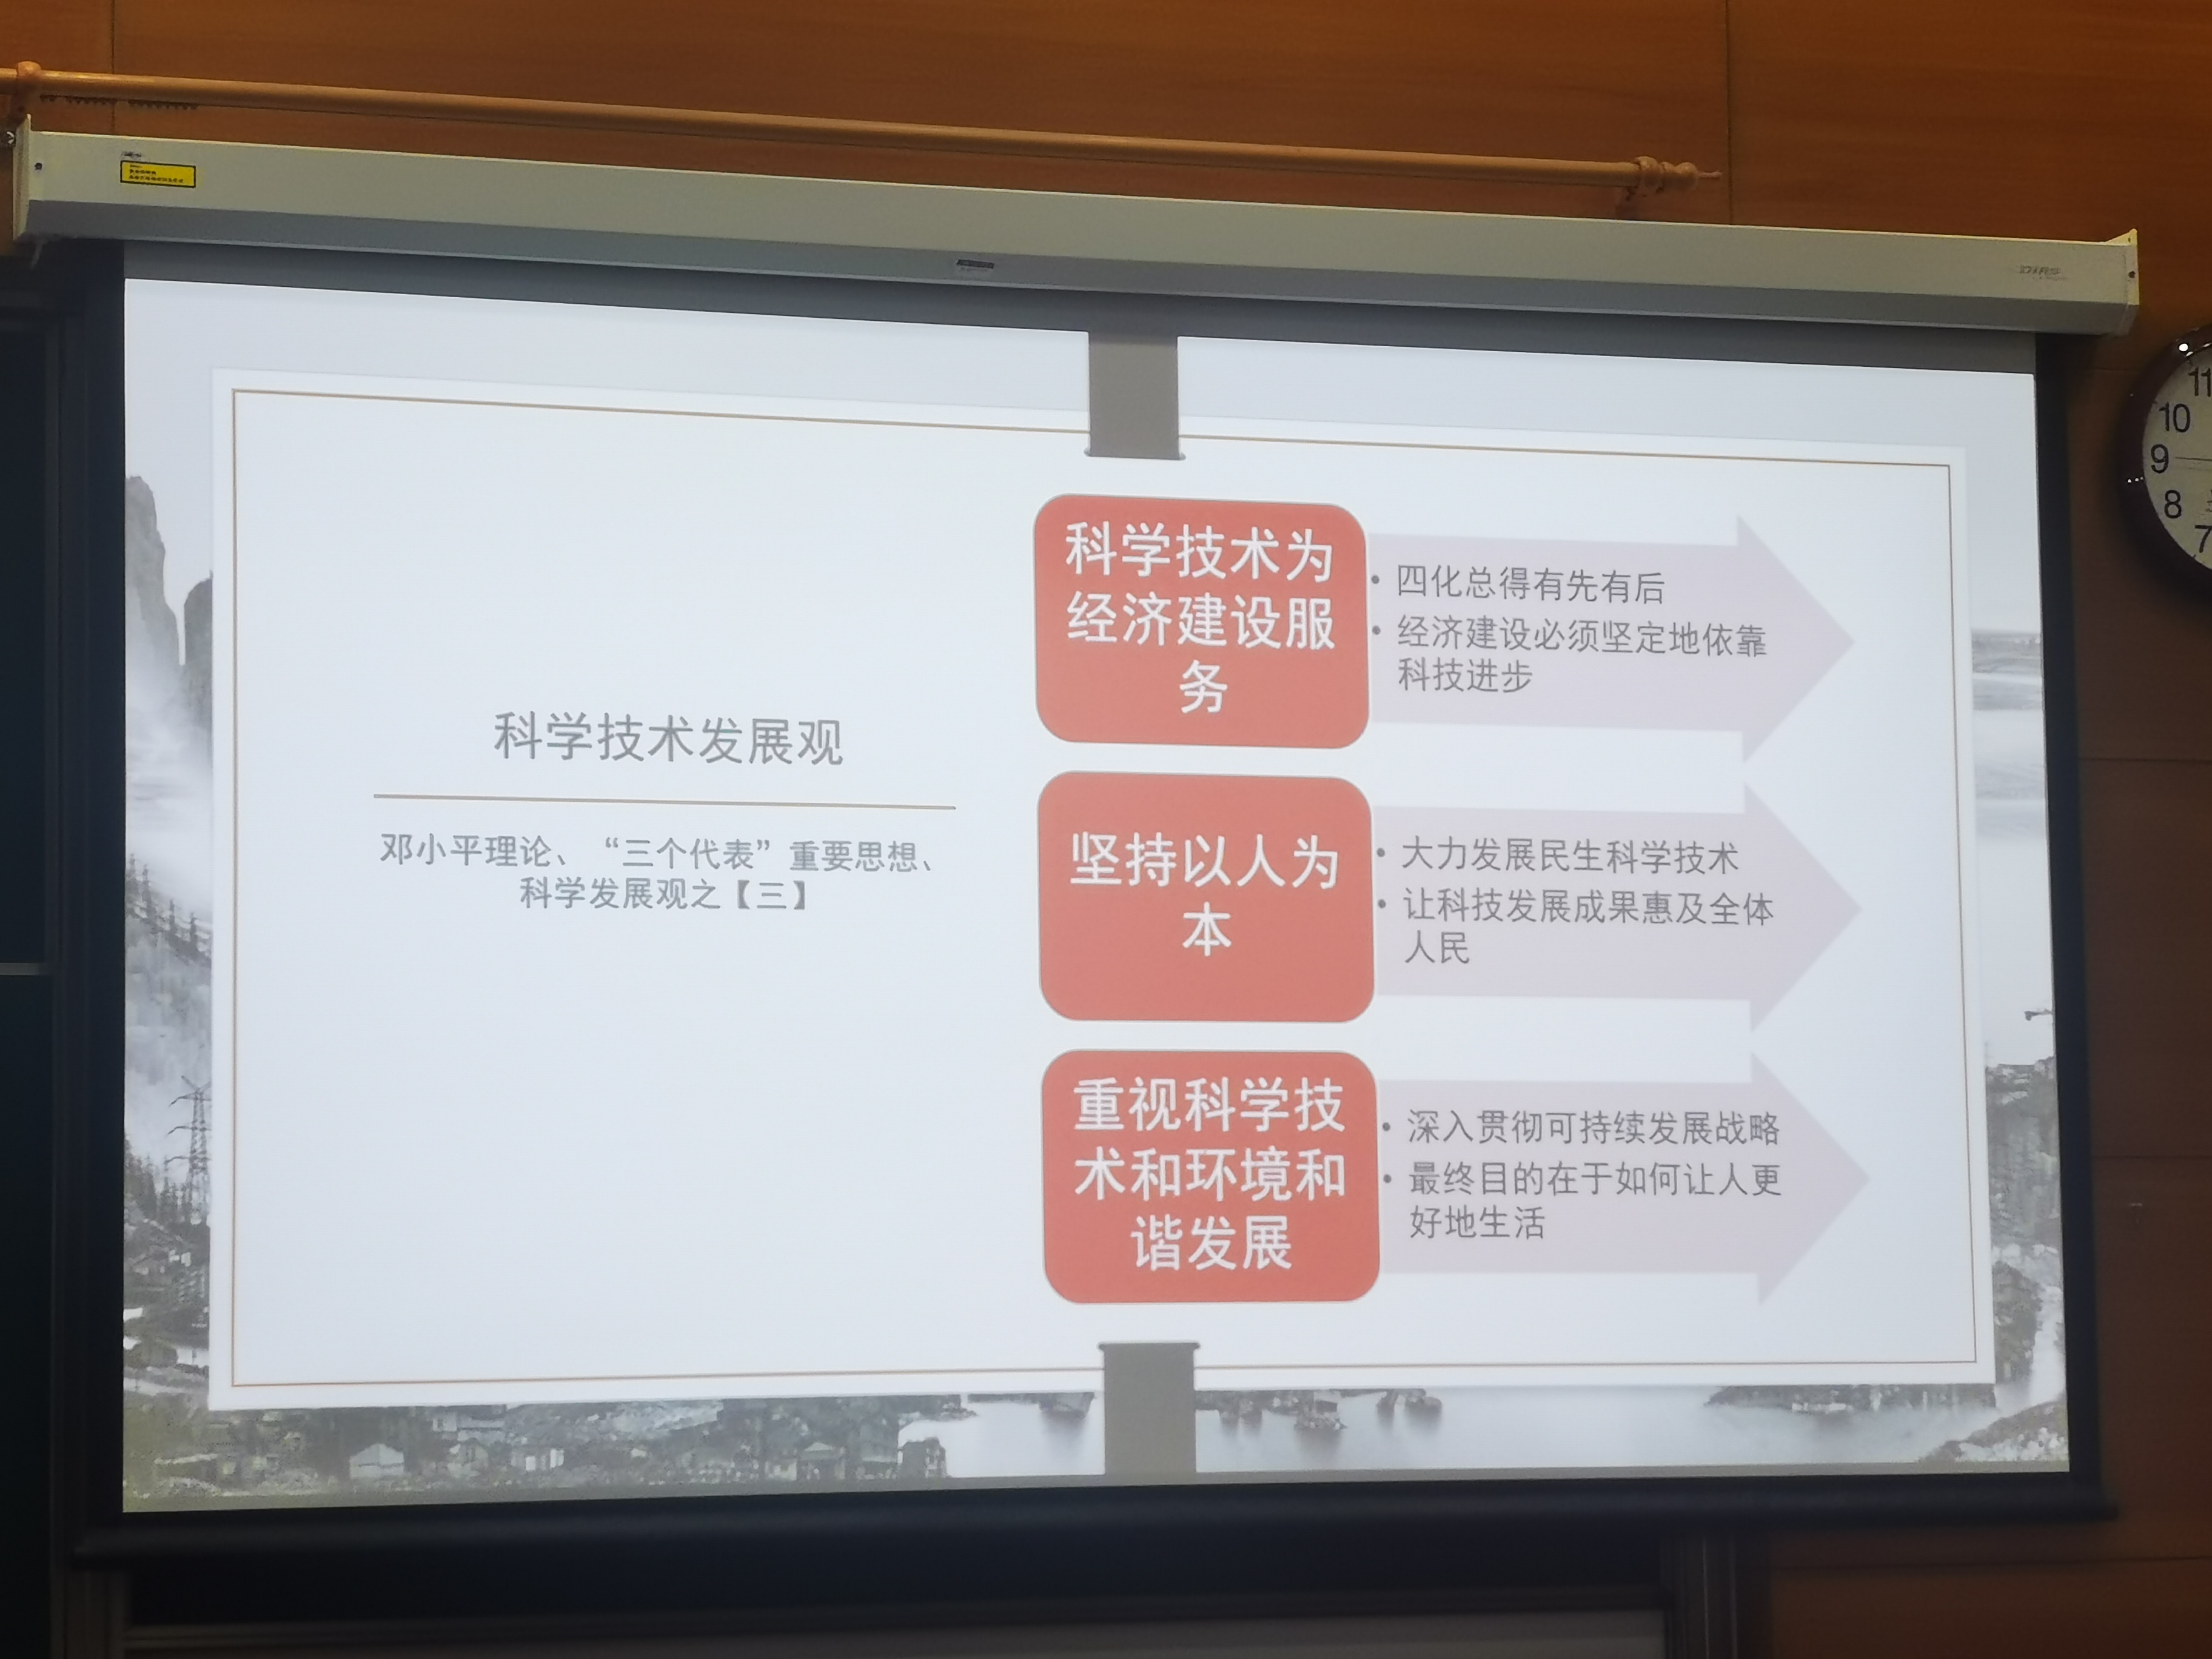 科学技术发展观
邓小平理论、“三个代表”重要思想、
科学发展观之【三】
科学技术为
经济建设服
务
• 四化总得有先有后
• 经济建设必须坚定地依靠
科技进步
坚持以人为
本
• 大力发展民生科学技术
• 让科技发展成果惠及全体
人民
重视科学技
术和环境和
谐发展
• 深入贯彻可持续发展战略
• 最终目的在于如何让人更
好地生活
11
10
9
8
7